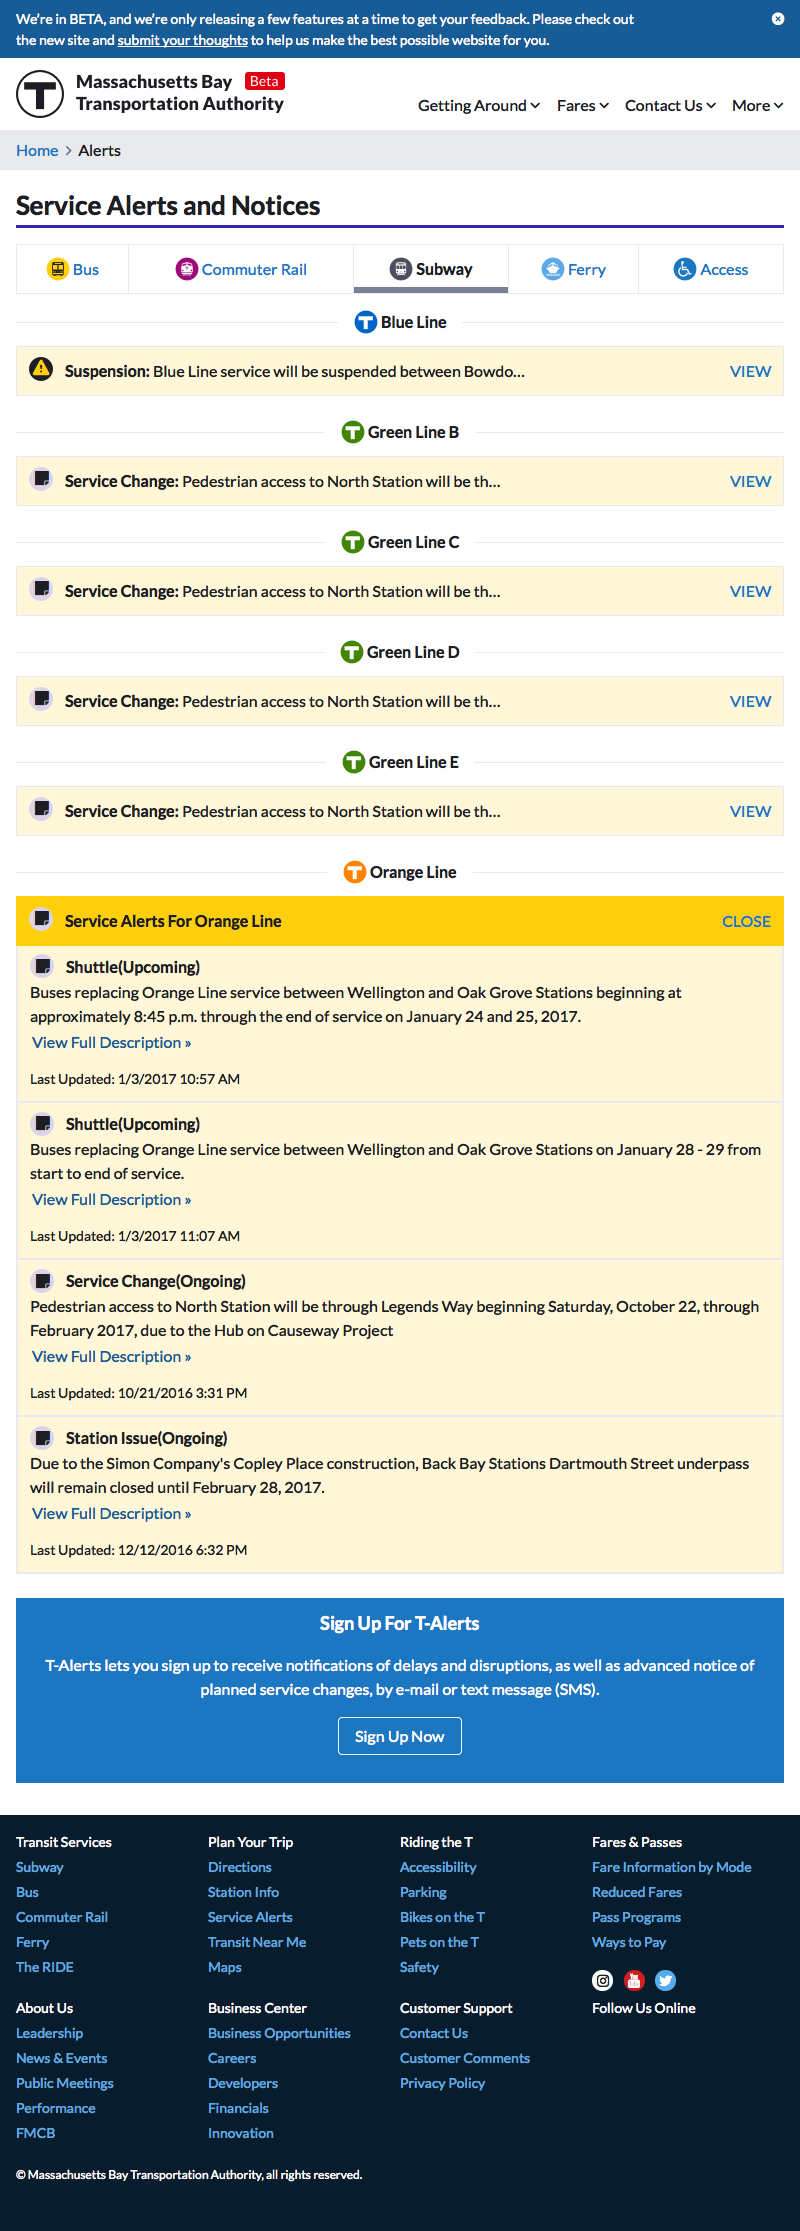 We're in BETA, and we're only releasing a few features at a time to get your feedback. Please check out
the new site and submit your thoughts to help us make the best possible website for you.
Massachusetts Bay Beta
Transportation Authority
Getting Around Fares Contact Us More
Home > Alerts
Service Alerts and Notices
Bus Commuter Rail Subway Ferry Access
T Blue Line
Suspension: Blue Line service will be suspended between Bowdo... VIEW
T Green Line B
Service Change: Pedestrian access to North Station will be th... VIEW
T Green Line C
Service Change: Pedestrian access to North Station will be th... VIEW
T Green Line D
Service Change: Pedestrian access to North Station will be th... VIEW
T Green Line E
Service Change: Pedestrian access to North Station will be th... VIEW
T Orange Line
Service Alerts For Orange Line CLOSE
Shuttle(Upcoming)
Buses replacing Orange Line service between Wellington and Oak Grove Stations beginning at
approximately 8:45 p.m. through the end of service on January 24 and 25, 2017.
View Full Description »
Last Updated: 1/3/2017 10:57 AM
Shuttle(Upcoming)
Buses replacing Orange Line service between Wellington and Oak Grove Stations on January 28 - 29 from
start to end of service.
View Full Description »
Last Updated: 1/3/2017 11:07 AM
Service Change(Ongoing)
Pedestrian access to North Station will be through Legends Way beginning Saturday, October 22, through
February 2017, due to the Hub on Causeway Project
View Full Description »
Last Updated: 10/21/2016 3:31 PM
Station Issue(Ongoing)
Due to the Simon Company's Copley Place construction, Back Bay Stations Dartmouth Street underpass
will remain closed until February 28, 2017.
View Full Description »
Last Updated: 12/12/2016 6:32 PM
Sign Up For T-Alerts
T-Alerts lets you sign up to receive notifications of delays and disruptions, as well as advanced notice of
planned service changes, by e-mail or text message (SMS).
Sign Up Now
Transit Services
Subway
Bus
Commuter Rail
Ferry
The RIDE
Plan Your Trip
Directions
Station Info
Service Alerts
Transit Near Me
Maps
Riding the T
Accessibility
Parking
Bikes on the T
Pets on the T
Safety
Fares & Passes
Fare Information by Mode
Reduced Fares
Pass Programs
Ways to Pay
Follow Us Online
About Us
Leadership
News & Events
Public Meetings
Performance
FMCB
Business Center
Business Opportunities
Careers
Developers
Financials
Innovation
Customer Support
Contact Us
Customer Comments
Privacy Policy
© Massachusetts Bay Transportation Authority, all rights reserved.